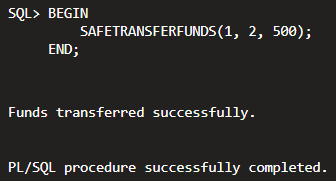 SQL> BEGIN
SAFETRANSFERFUNDS(1, 2, 500);
END;
Funds transferred successfully.
PL/SQL procedure successfully completed.